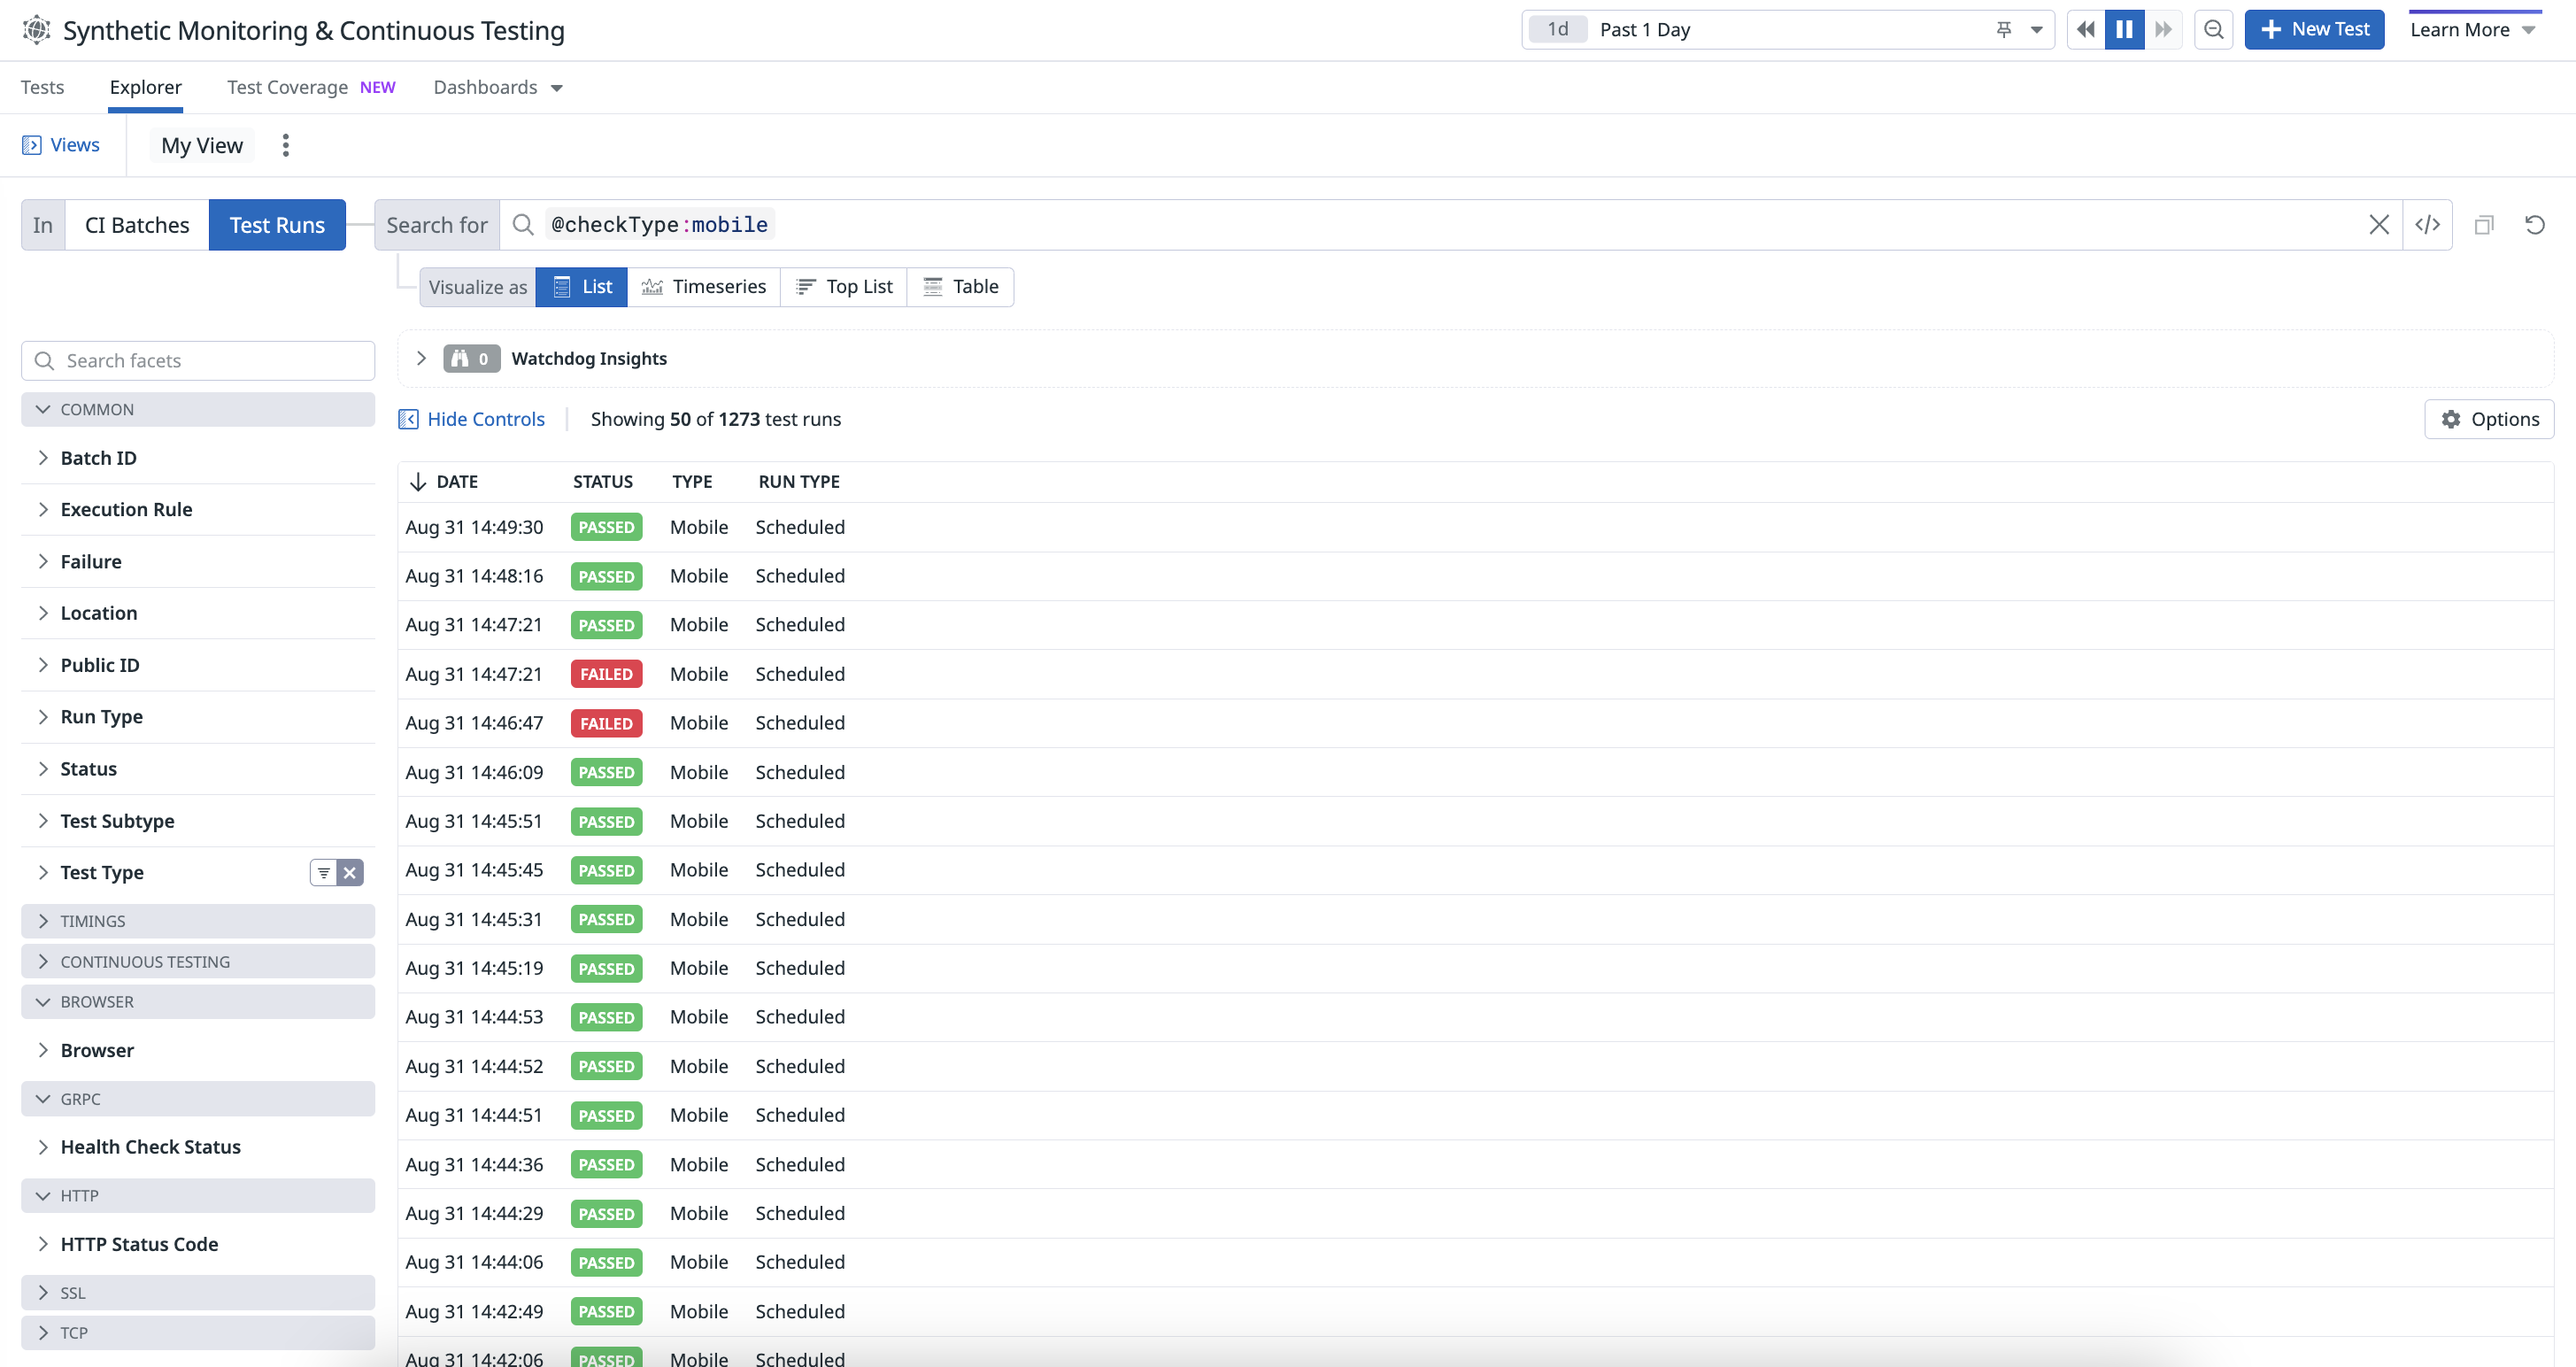 Synthetic Monitoring & Continuous Testing
1d Past 1 Day
New Test
Learn More
Tests Explorer Test Coverage NEW Dashboards
Views My View
In CI Batches Test Runs Search for @checkType:mobile
Visualize as List Timeseries Top List Table
Search facets
COMMON
Batch ID
Execution Rule
Failure
Location
Public ID
Run Type
Status
Test Subtype
Test Type
TIMINGS
CONTINUOUS TESTING
BROWSER
Browser
GRPC
Health Check Status
HTTP
HTTP Status Code
SSL
TCP
0 Watchdog Insights
Hide Controls Showing 50 of 1273 test runs Options
DATE STATUS TYPE RUN TYPE
Aug 31 14:49:30 PASSED Mobile Scheduled
Aug 31 14:48:16 PASSED Mobile Scheduled
Aug 31 14:47:21 PASSED Mobile Scheduled
Aug 31 14:47:21 FAILED Mobile Scheduled
Aug 31 14:46:47 FAILED Mobile Scheduled
Aug 31 14:46:09 PASSED Mobile Scheduled
Aug 31 14:45:51 PASSED Mobile Scheduled
Aug 31 14:45:45 PASSED Mobile Scheduled
Aug 31 14:45:31 PASSED Mobile Scheduled
Aug 31 14:45:19 PASSED Mobile Scheduled
Aug 31 14:44:53 PASSED Mobile Scheduled
Aug 31 14:44:52 PASSED Mobile Scheduled
Aug 31 14:44:51 PASSED Mobile Scheduled
Aug 31 14:44:36 PASSED Mobile Scheduled
Aug 31 14:44:29 PASSED Mobile Scheduled
Aug 31 14:44:06 PASSED Mobile Scheduled
Aug 31 14:42:49 PASSED Mobile Scheduled
Aug 31 14:42:06 PASSED Mobile Scheduled